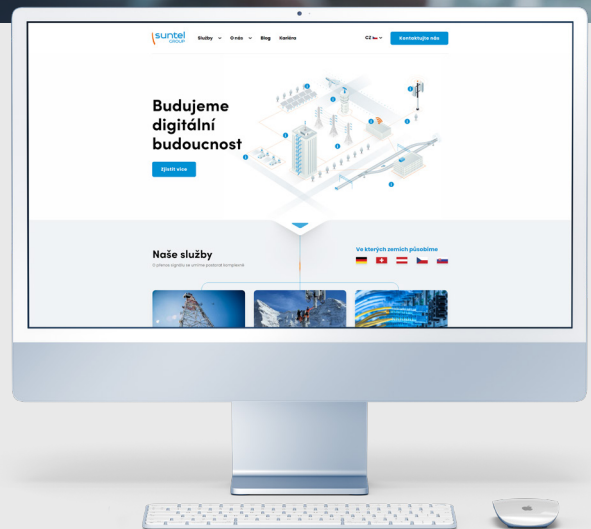 suntel
GROUP
Služby
O nás
Blog
Kariéra
CZ
Kontaktujte nás
Budujeme
digitální
budoucnost
Zjistit více
Naše služby
Ve kterých zemích působíme